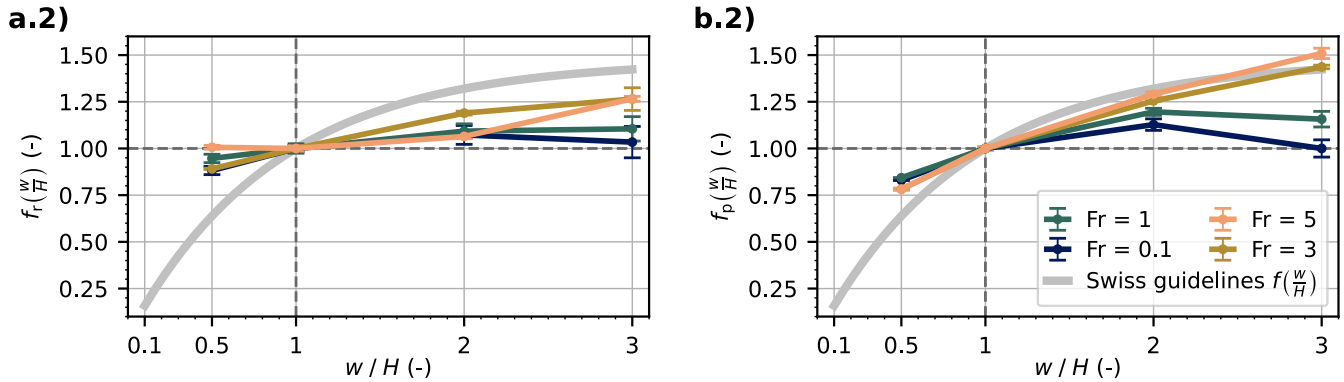 a.2)
1.50
1.25
1.00
0.75
0.50
0.25
f_r(w/H) (-)
0.1 0.5 1 2 3
w / H (-)
b.2)
1.50
1.25
1.00
0.75
0.50
0.25
f_p(w/H) (-)
Fr = 1 Fr = 5
Fr = 0.1 Fr = 3
Swiss guidelines f(w/H)
0.1 0.5 1 2 3
w / H (-)